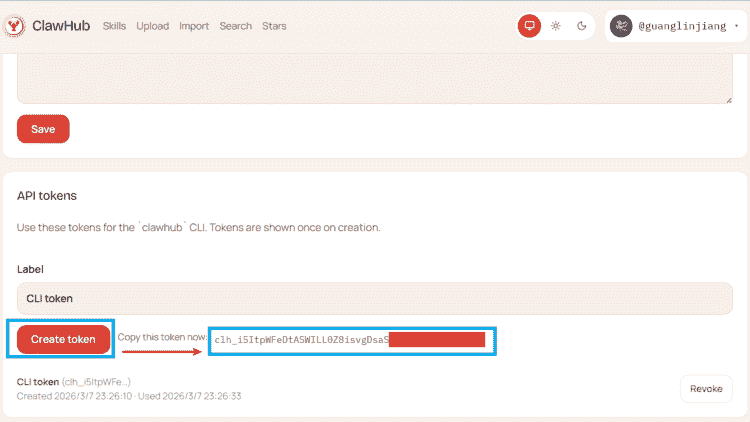 ClawHub Skills Upload Import Search Stars @guanglinjiang
Save
API tokens
Use these tokens for the `clawhub` CLI. Tokens are shown once on creation.
Label
CLI token
Create token Copy this token now: clh_i5ItpWFeDtASWILL0Z8isvgDsaS
CLI token (clh_i5ItpWFe…)
Created 2026/3/7 23:26:10 · Used 2026/3/7 23:26:33
Revoke